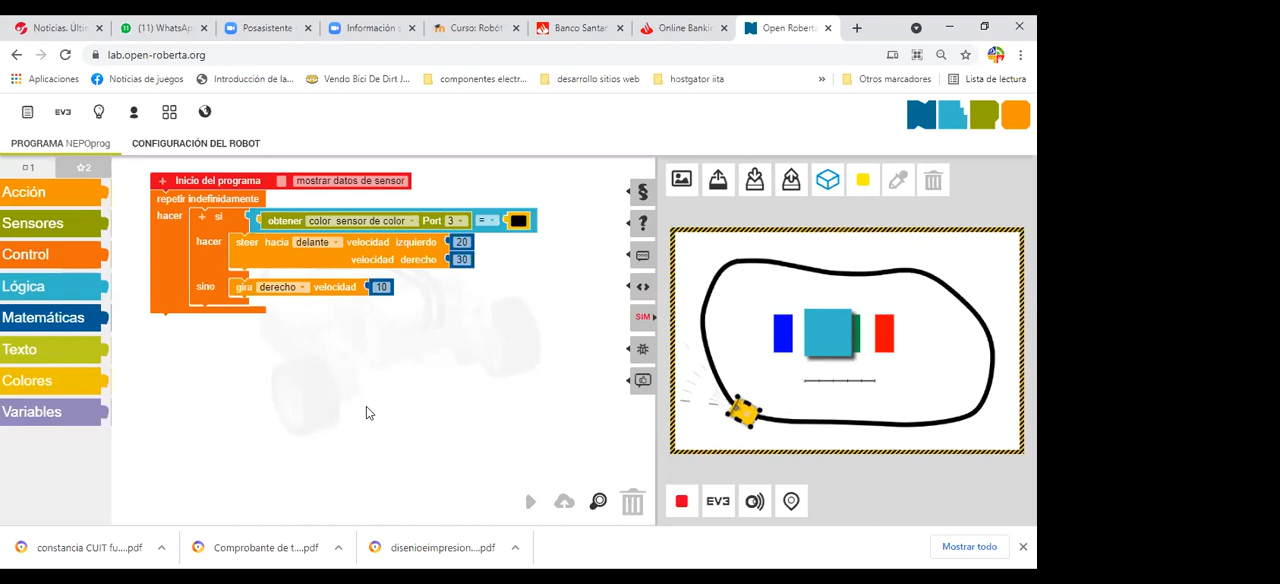 Noticias. Últir
(11) WhatsAp
Posasistente -
Información s
Curso: Robót
Banco Santar
Online Bankir
Open Roberta
lab.open-roberta.org
Aplicaciones
Noticias de juegos
Introducción de la...
Vendo Bici De Dirt J...
componentes electr...
desarrollo sitios web
hostgator iita
»
Otros marcadores
Lista de lectura
EV3
PROGRAMA NEPOprog
CONFIGURACIÓN DEL ROBOT
1
2
Acción
Sensores
Control
Lógica
Matemáticas
Texto
Colores
Variables
+ Inicio del programa mostrar datos de sensor
repetir indefinidamente
hacer + si obtener color sensor de color Port 3 =
hacer steer hacia delante velocidad izquierdo 20
velocidad derecho 30
sino gira derecho velocidad 10
§
?
< >
SIM
EV3
constancia CUIT fu....pdf
Comprobante de t....pdf
disenioeimpresion....pdf
Mostrar todo